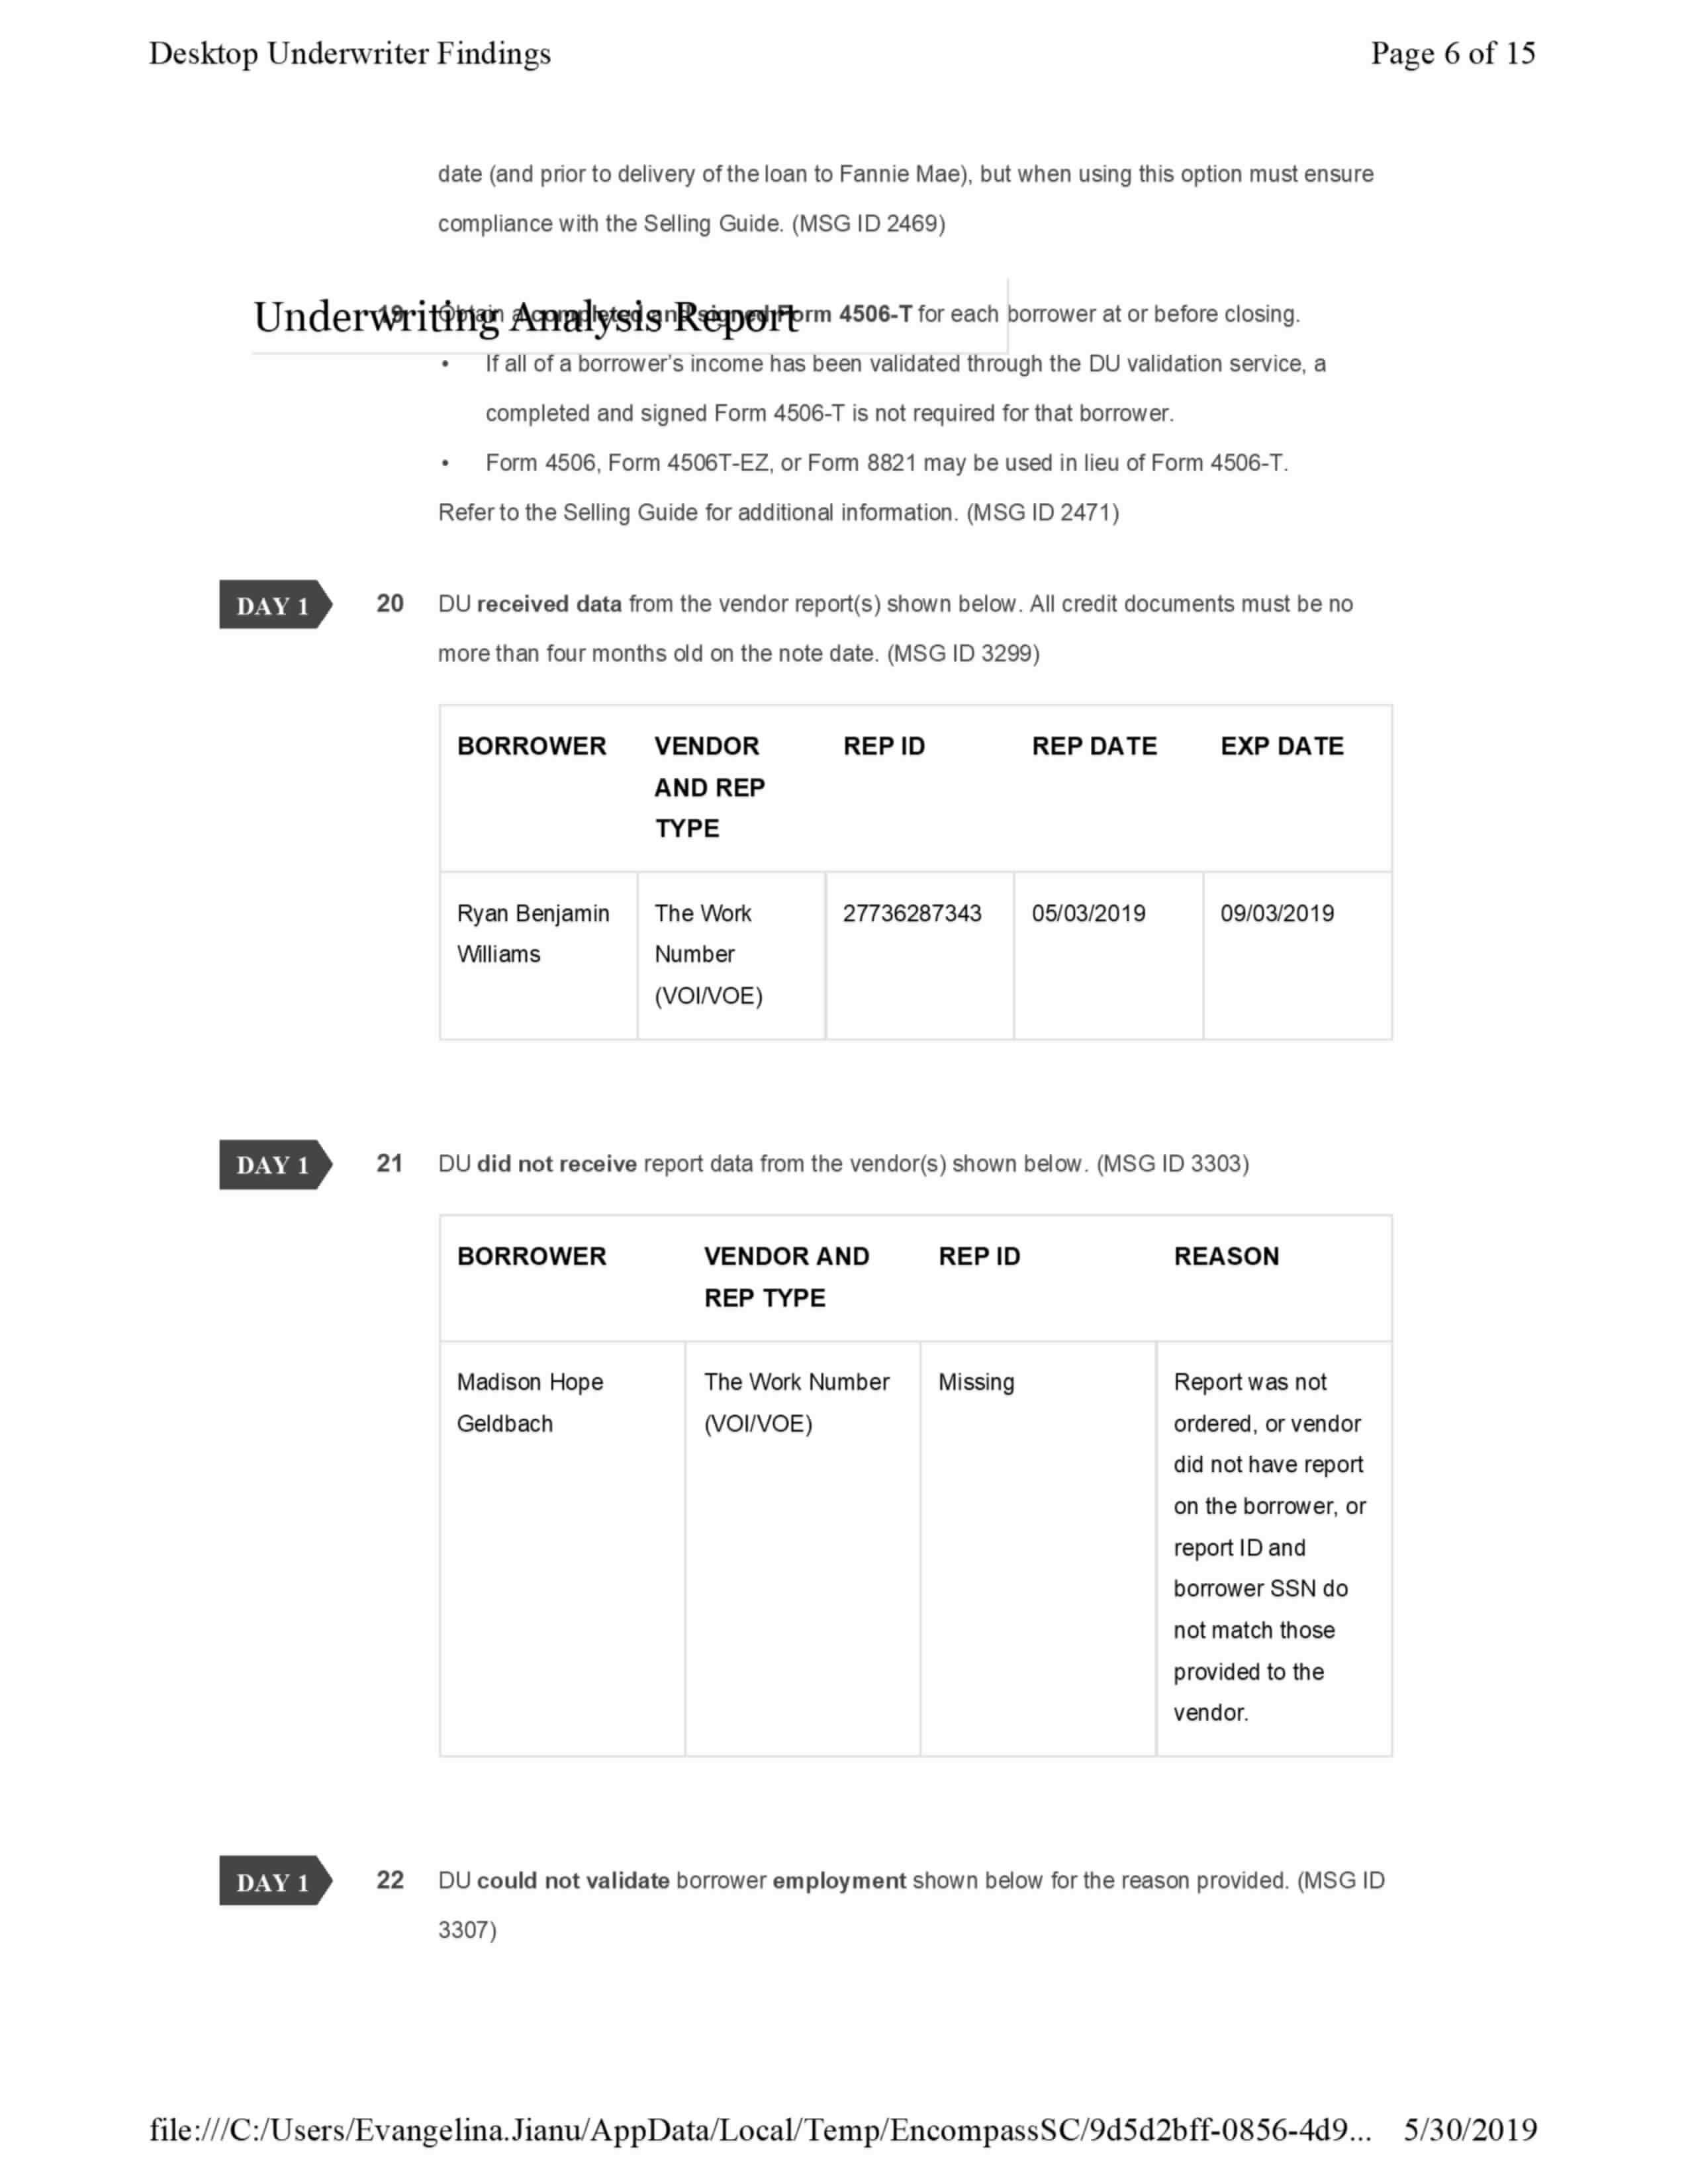 Desktop Underwriter Findings Page 6 of 15
date (and prior to delivery of the loan to Fannie Mae), but when using this option must ensure
compliance with the Selling Guide. (MSG ID 2469)
Underwriting Analysis Report
19 Obtain a completed and signed Form 4506-T for each borrower at or before closing.
• If all of a borrower's income has been validated through the DU validation service, a
completed and signed Form 4506-T is not required for that borrower.
• Form 4506, Form 4506T-EZ, or Form 8821 may be used in lieu of Form 4506-T.
Refer to the Selling Guide for additional information. (MSG ID 2471)
DAY 1 20 DU received data from the vendor report(s) shown below. All credit documents must be no
more than four months old on the note date. (MSG ID 3299)
BORROWER VENDOR REP ID REP DATE EXP DATE
AND REP
TYPE
Ryan Benjamin The Work 27736287343 05/03/2019 09/03/2019
Williams Number
(VOI/VOE)
DAY 1 21 DU did not receive report data from the vendor(s) shown below. (MSG ID 3303)
BORROWER VENDOR AND REP ID REASON
REP TYPE
Madison Hope The Work Number Missing Report was not
Geldbach (VOI/VOE) ordered, or vendor
did not have report
on the borrower, or
report ID and
borrower SSN do
not match those
provided to the
vendor.
DAY 1 22 DU could not validate borrower employment shown below for the reason provided. (MSG ID
3307)
file:///C:/Users/Evangelina.Jianu/AppData/Local/Temp/EncompassSC/9d5d2bff-0856-4d9... 5/30/2019